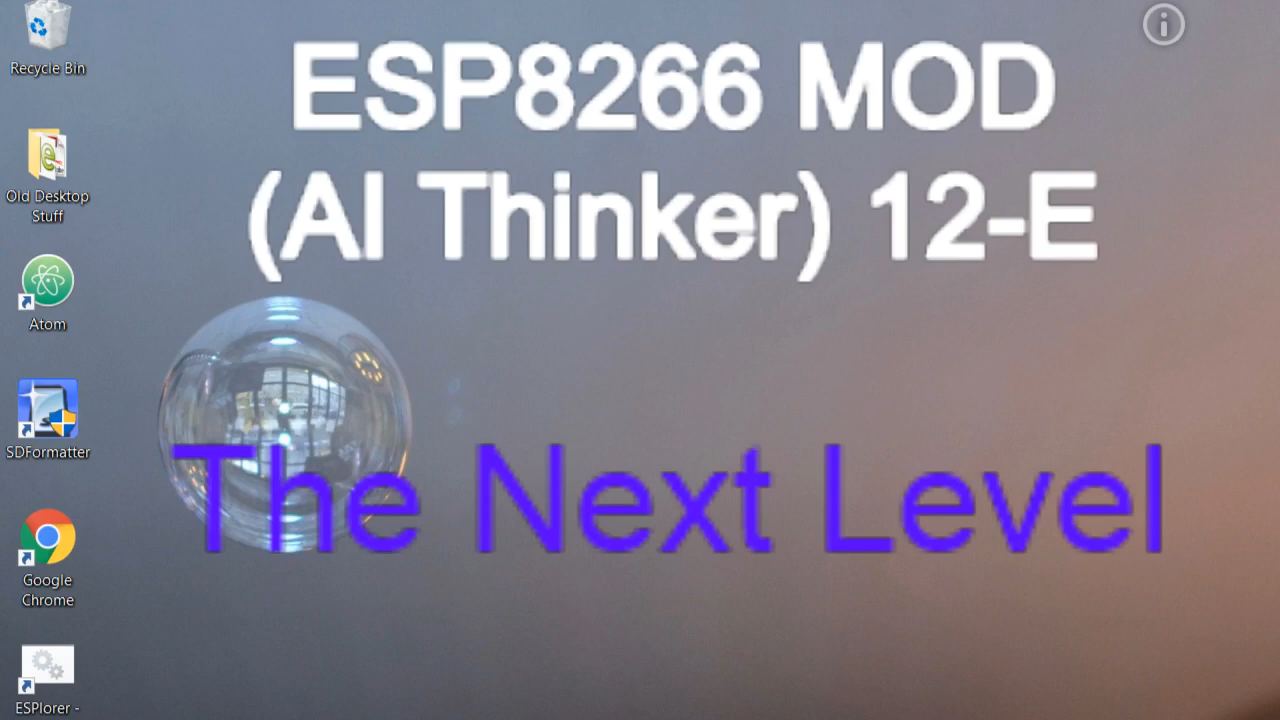 Recycle Bin
ESP8266 MOD
(AI Thinker) 12-E
Old Desktop
Stuff
Atom
SDFormatter
The Next Level
Google
Chrome
ESPlorer -